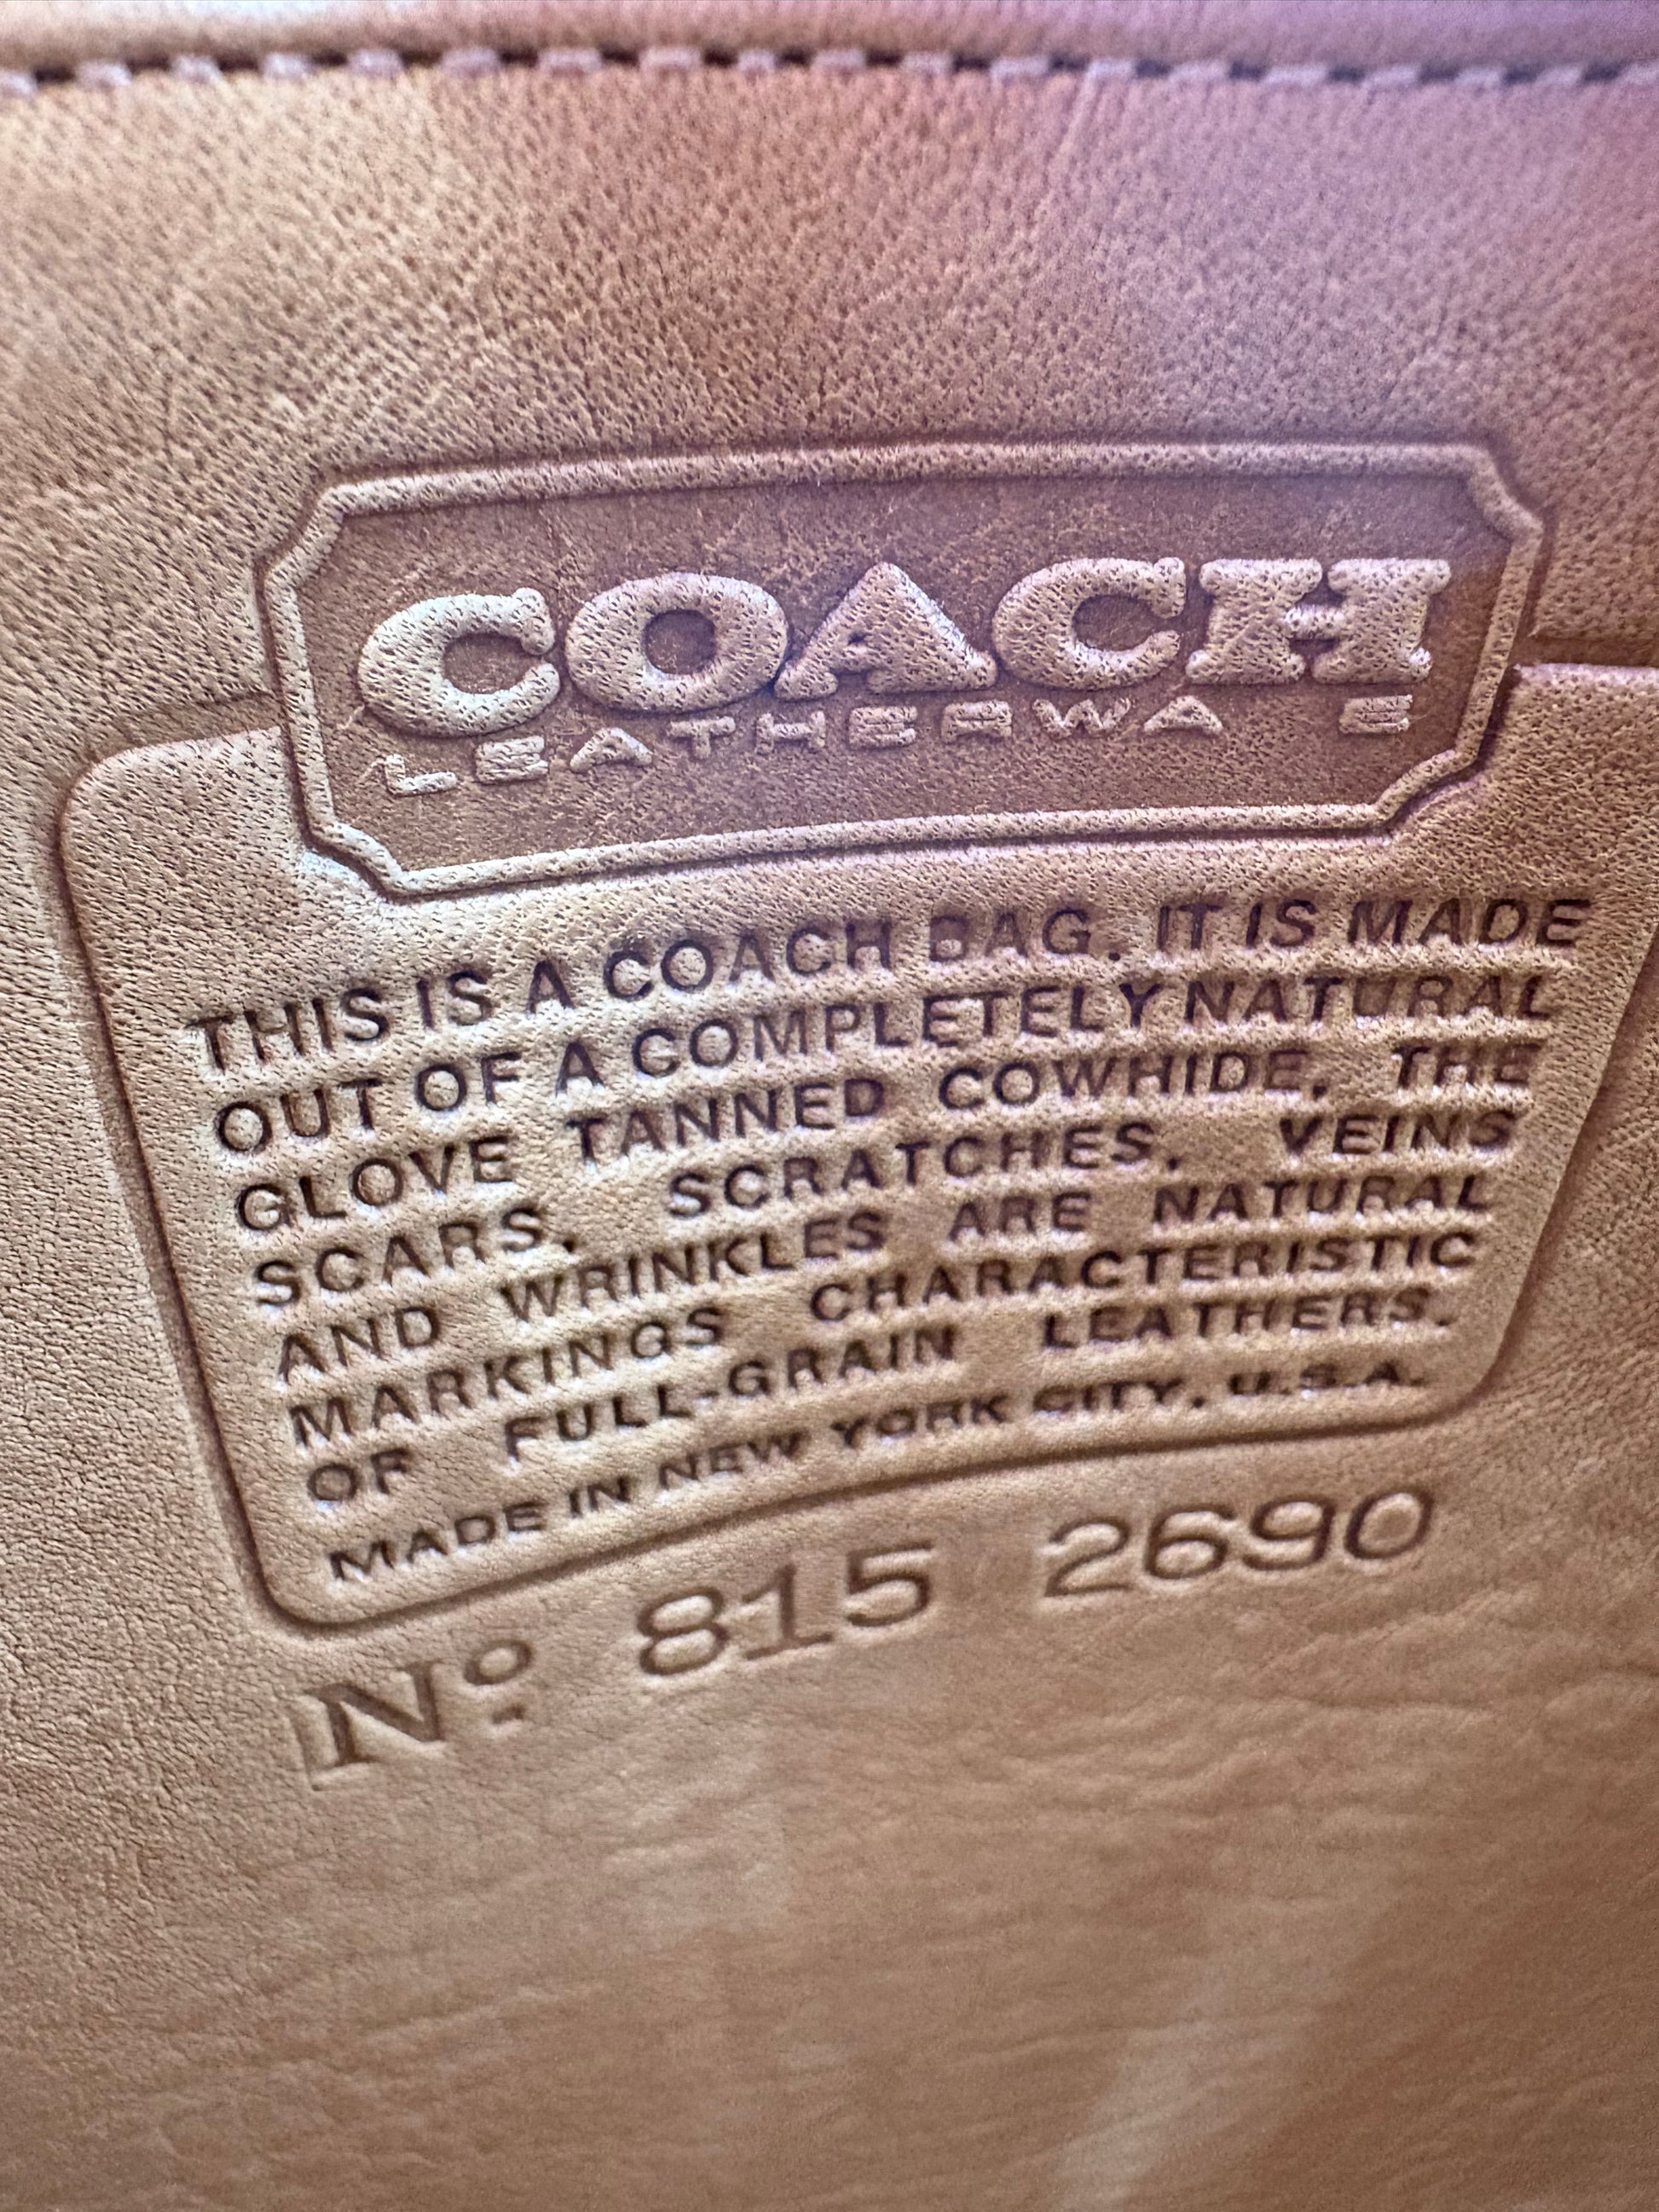 COACH
LEATHERWA E
THIS IS A COACH BAG. IT IS MADE
OUT OF A COMPLETELY NATURAL
GLOVE TANNED COWHIDE. THE
SCARS, SCRATCHES, VEINS
AND WRINKLES ARE NATURAL
MARKINGS CHARACTERISTIC
OF FULL-GRAIN LEATHERS.
MADE IN NEW YORK CITY, U.S.A.
Nº 815 2690